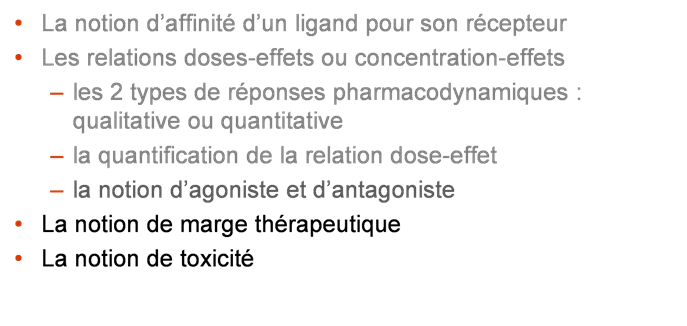 • La notion d’affinité d’un ligand pour son récepteur
• Les relations doses-effets ou concentration-effets
– les 2 types de réponses pharmacodynamiques :
qualitative ou quantitative
– la quantification de la relation dose-effet
– la notion d’agoniste et d’antagoniste
• La notion de marge thérapeutique
• La notion de toxicité